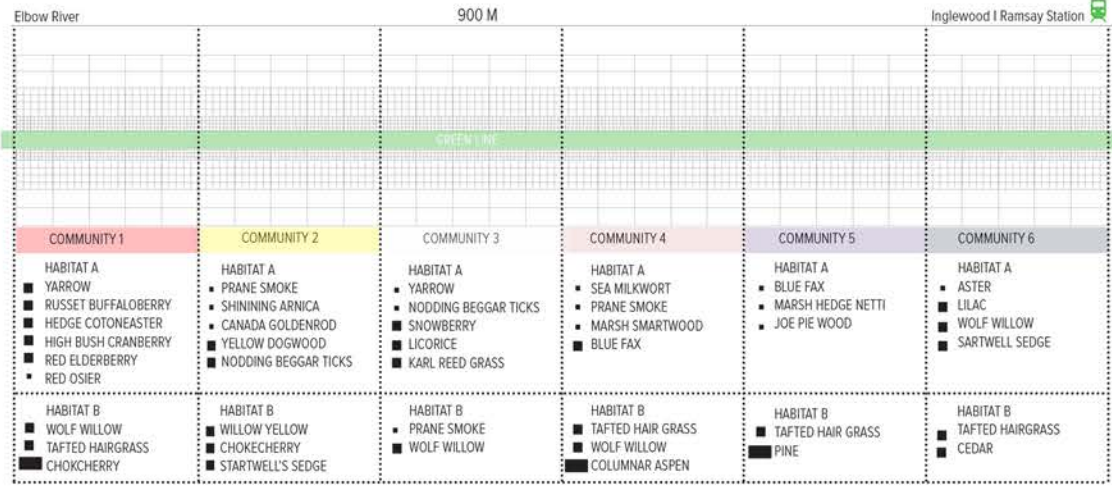 Elbow River
900 M
Inglewood I Ramsay Station
GREEN LINE
COMMUNITY 1
HABITAT A
YARROW
RUSSET BUFFALOBERRY
HEDGE COTONEASTER
HIGH BUSH CRANBERRY
RED ELDERBERRY
RED OSIER
HABITAT B
WOLF WILLOW
TAFTED HAIRGRASS
CHOKCHERRY
COMMUNITY 2
HABITAT A
PRANE SMOKE
SHINING ARNICA
CANADA GOLDENROD
YELLOW DOGWOOD
NODDING BEGGAR TICKS
HABITAT B
WILLOW YELLOW
CHOKECHERRY
STARTWELL'S SEDGE
COMMUNITY 3
HABITAT A
YARROW
NODDING BEGGAR TICKS
SNOWBERRY
LICORICE
KARL REED GRASS
HABITAT B
PRANE SMOKE
WOLF WILLOW
COMMUNITY 4
HABITAT A
SEA MILKWORT
PRANE SMOKE
MARSH SMARTWOOD
BLUE FAX
HABITAT B
TAFTED HAIR GRASS
WOLF WILLOW
COLUMNAR ASPEN
COMMUNITY 5
HABITAT A
BLUE FAX
MARSH HEDGE NETTI
JOE PIE WOOD
HABITAT B
TAFTED HAIR GRASS
PINE
COMMUNITY 6
HABITAT A
ASTER
LILAC
WOLF WILLOW
SARTWELL SEDGE
HABITAT B
TAFTED HAIRGRASS
CEDAR